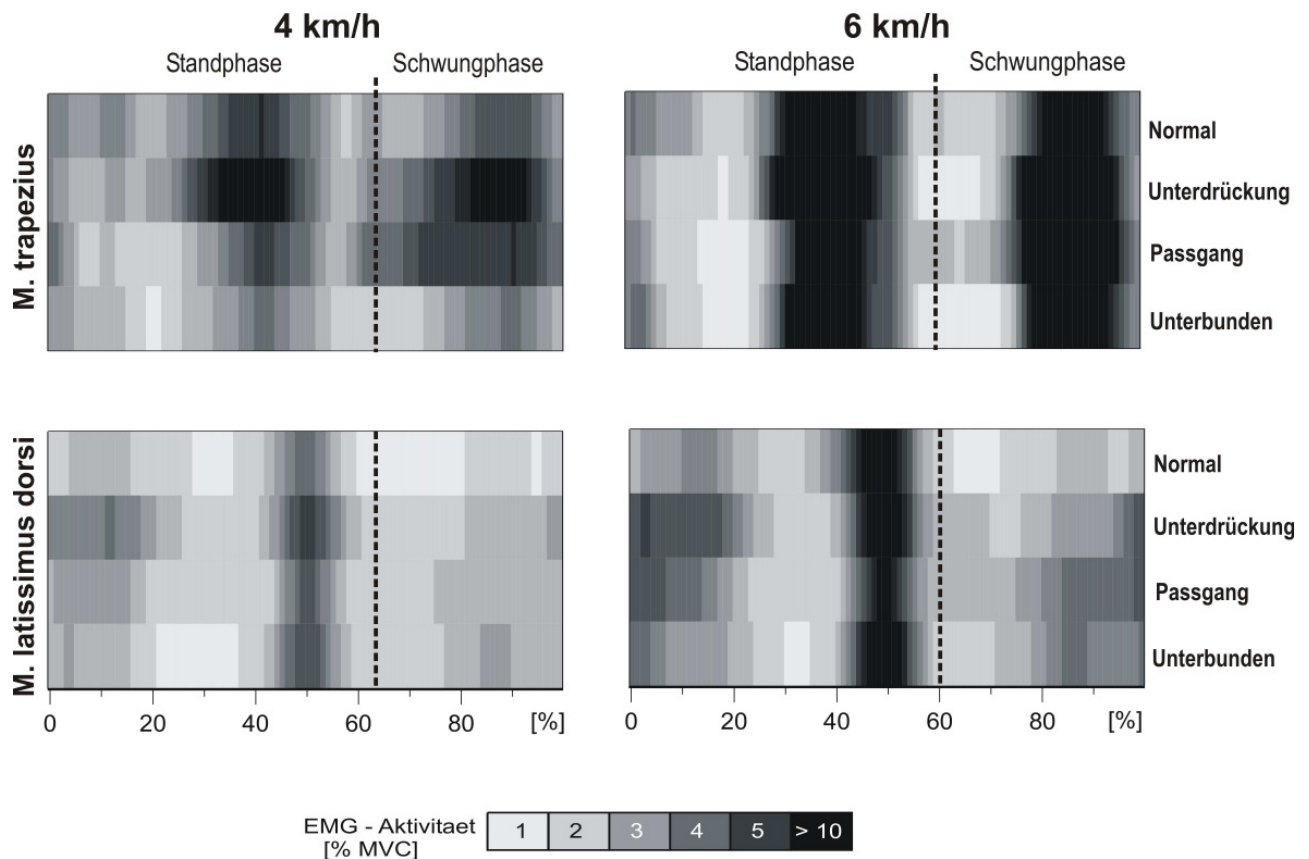 4 km/h
6 km/h
Standphase
Schwungphase
Standphase
Schwungphase
M. trapezius
Normal
Unterdrückung
Passgang
Unterbunden
M. latissimus dorsi
Normal
Unterdrückung
Passgang
Unterbunden
0 20 40 60 80 [%]
0 20 40 60 80 [%]
EMG - Aktivitaet
[% MVC]
1 2 3 4 5 > 10